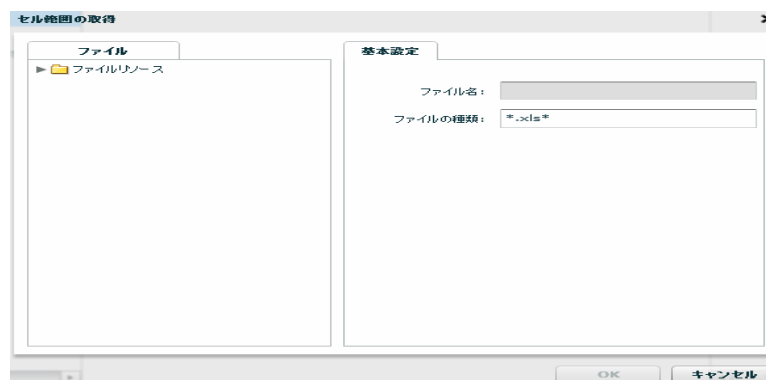 セル範囲の取得
ファイル
ファイルリソース
基本設定
ファイル名:
ファイルの種類: *.xls*
OK
キャンセル